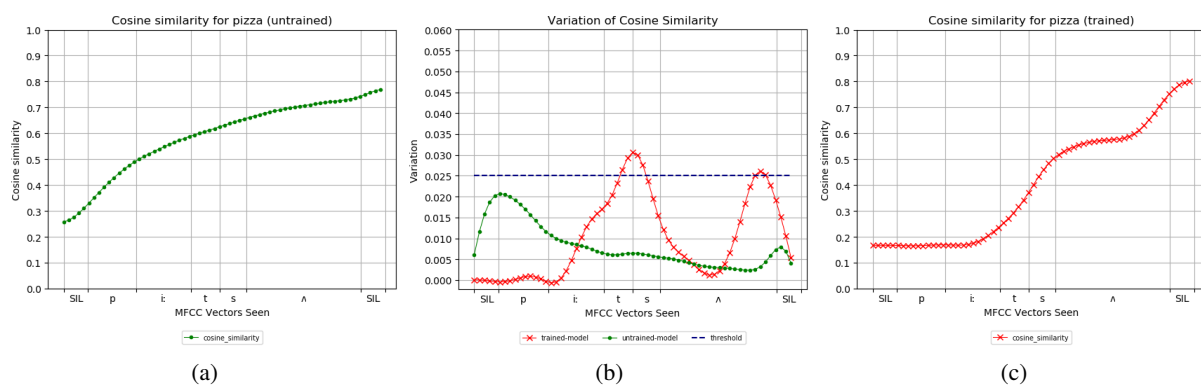 Cosine similarity for pizza (untrained)
1.0
0.9
0.8
0.7
0.6
0.5
0.4
0.3
0.2
0.1
0.0
Cosine similarity
SIL p i: t s ʌ SIL
MFCC Vectors Seen
cosine_similarity
(a)
Variation of Cosine Similarity
0.060
0.055
0.050
0.045
0.040
0.035
0.030
0.025
0.020
0.015
0.010
0.005
0.000
Variation
SIL p i: t s ʌ SIL
MFCC Vectors Seen
trained-model untrained-model threshold
(b)
Cosine similarity for pizza (trained)
1.0
0.9
0.8
0.7
0.6
0.5
0.4
0.3
0.2
0.1
0.0
Cosine similarity
SIL p i: t s ʌ SIL
MFCC Vectors Seen
cosine_similarity
(c)